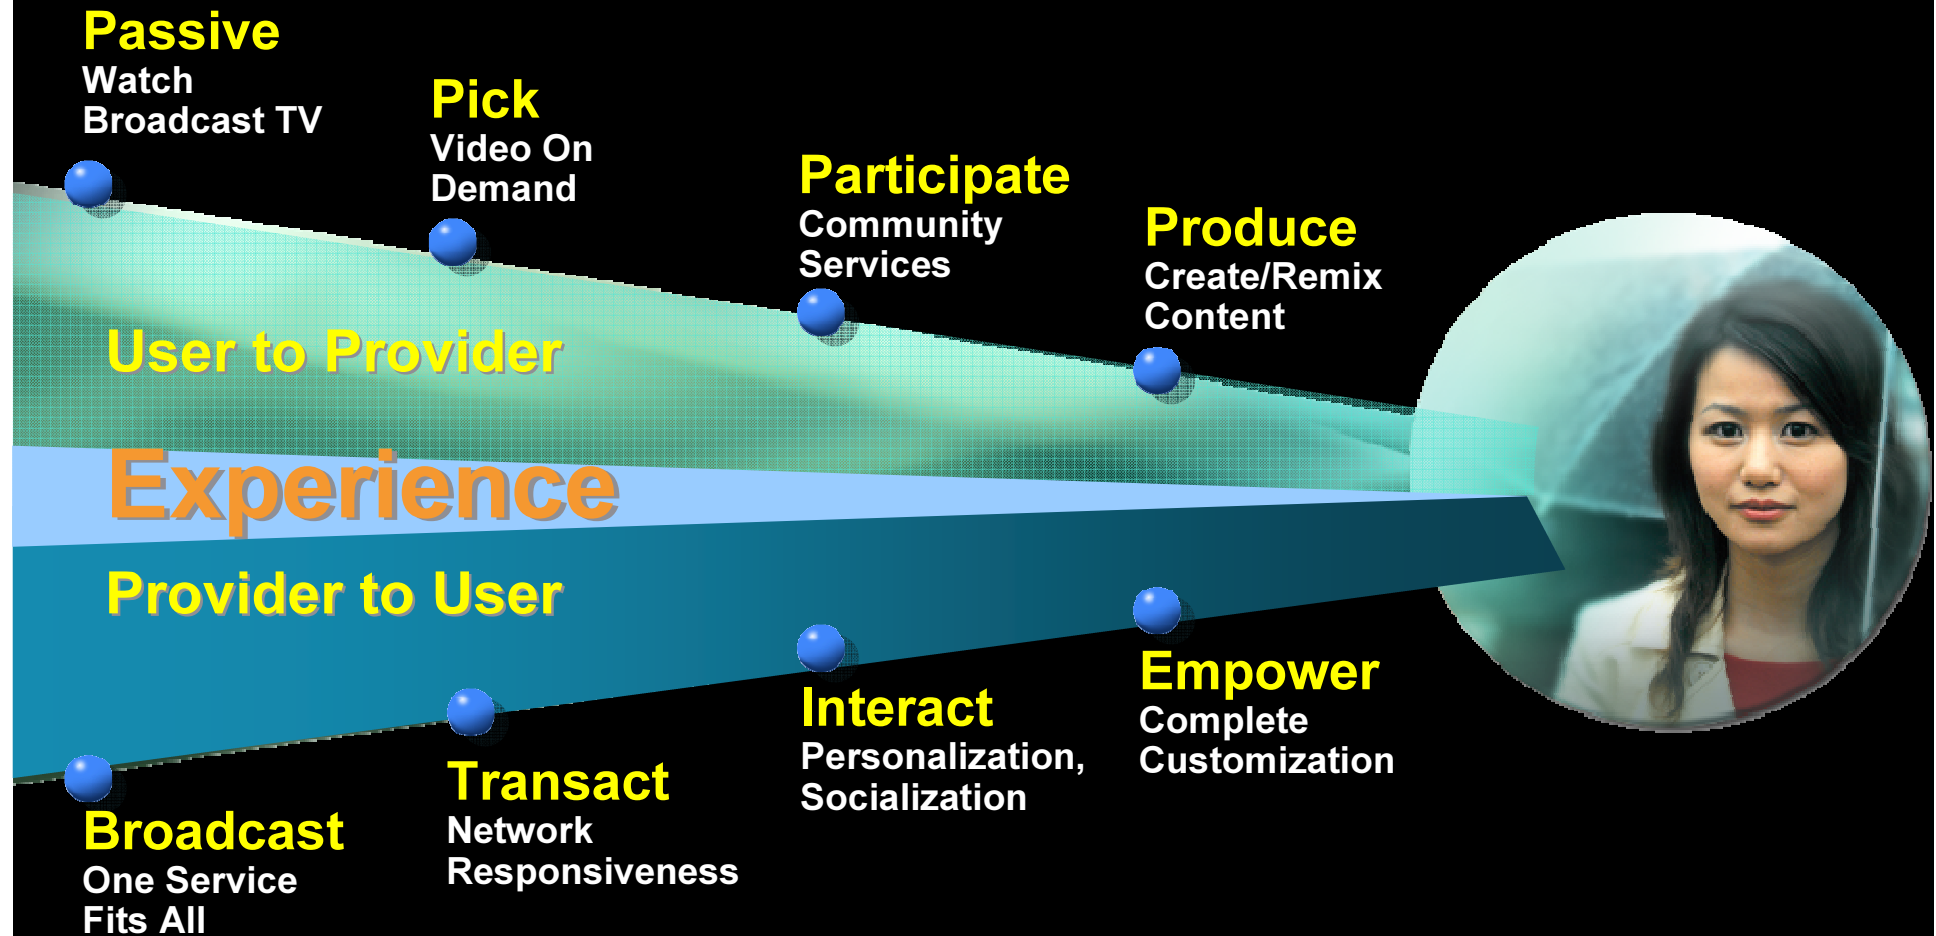 Passive
Watch
Broadcast TV
Pick
Video On
Demand
Participate
Community
Services
Produce
Create/Remix
Content
User to Provider
Experience
Provider to User
Broadcast
One Service
Fits All
Transact
Network
Responsiveness
Interact
Personalization,
Socialization
Empower
Complete
Customization